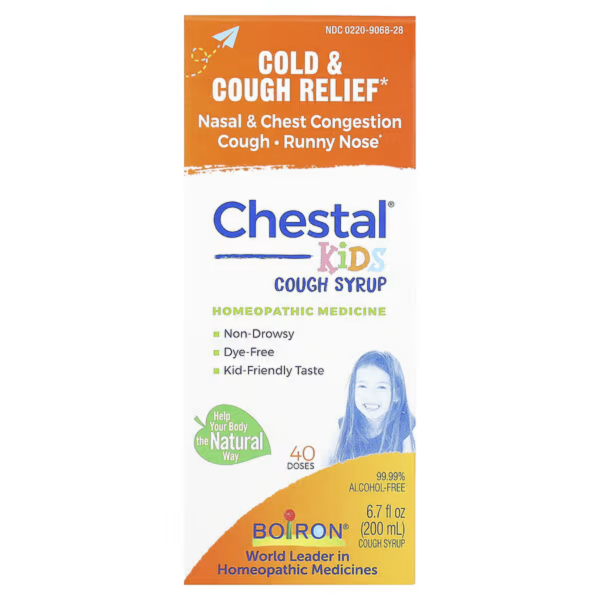 NDC 0220-9068-28
COLD &
COUGH RELIEF*
Nasal & Chest Congestion
Cough • Runny Nose*
Chestal®
KiDS
COUGH SYRUP
HOMEOPATHIC MEDICINE
Non-Drowsy
Dye-Free
Kid-Friendly Taste
Help
Your Body
the Natural
Way
40
DOSES
99.99%
ALCOHOL-FREE
6.7 fl oz
(200 mL)
COUGH SYRUP
BOIRON®
World Leader in
Homeopathic Medicines